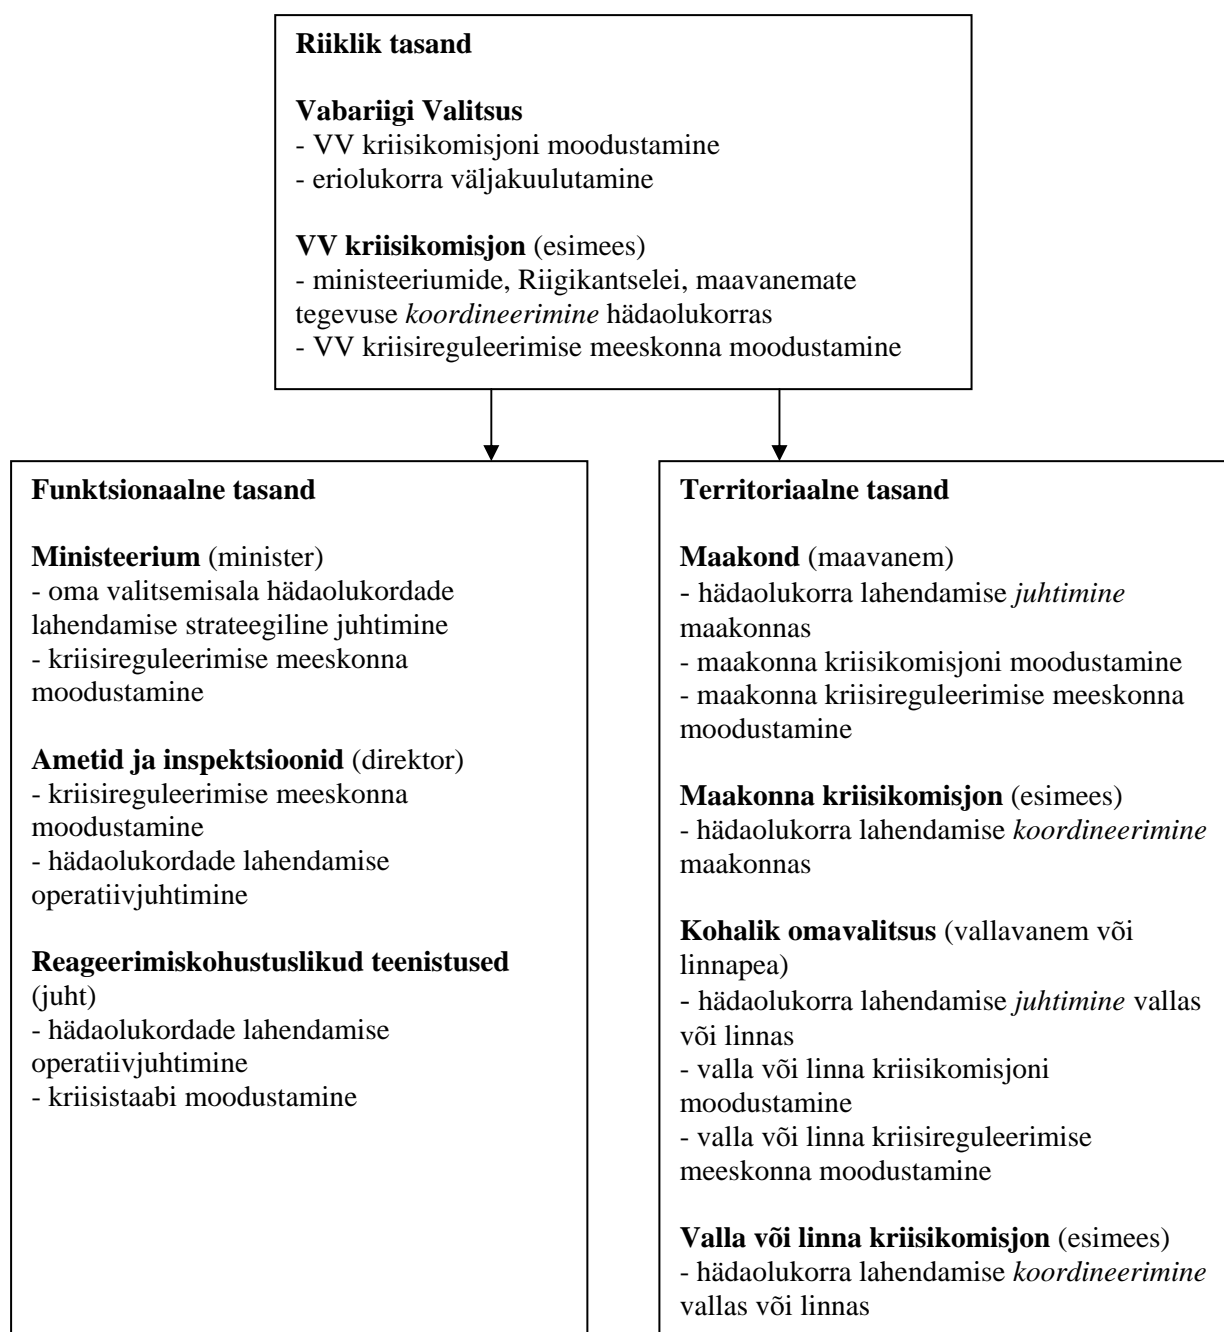 Riiklik tasand
Vabariigi Valitsus
- VV kriisikomisjoni moodustamine
- eriolukorra väljakuulutamine
VV kriisikomisjon (esimees)
- ministeeriumide, Riigikantselei, maavanemate
tegevuse koordineerimine hädaolukorras
- VV kriisireguleerimise meeskonna moodustamine
Funktsionaalne tasand
Ministeerium (minister)
- oma valitsemisala hädaolukordade
lahendamise strateegiline juhtimine
- kriisireguleerimise meeskonna
moodustamine
Ametid ja inspektsioonid (direktor)
- kriisireguleerimise meeskonna
moodustamine
- hädaolukordade lahendamise
operatiivjuhtimine
Reageerimiskohustuslikud teenistused
(juht)
- hädaolukordade lahendamise
operatiivjuhtimine
- kriisistaabi moodustamine
Territoriaalne tasand
Maakond (maavanem)
- hädaolukorra lahendamise juhtimine
maakonnas
- maakonna kriisikomisjoni moodustamine
- maakonna kriisireguleerimise meeskonna
moodustamine
Maakonna kriisikomisjon (esimees)
- hädaolukorra lahendamise koordineerimine
maakonnas
Kohalik omavalitsus (vallavanem või
linnapea)
- hädaolukorra lahendamise juhtimine vallas
või linnas
- valla või linna kriisikomisjoni
moodustamine
- valla või linna kriisireguleerimise
meeskonna moodustamine
Valla või linna kriisikomisjon (esimees)
- hädaolukorra lahendamise koordineerimine
vallas või linnas